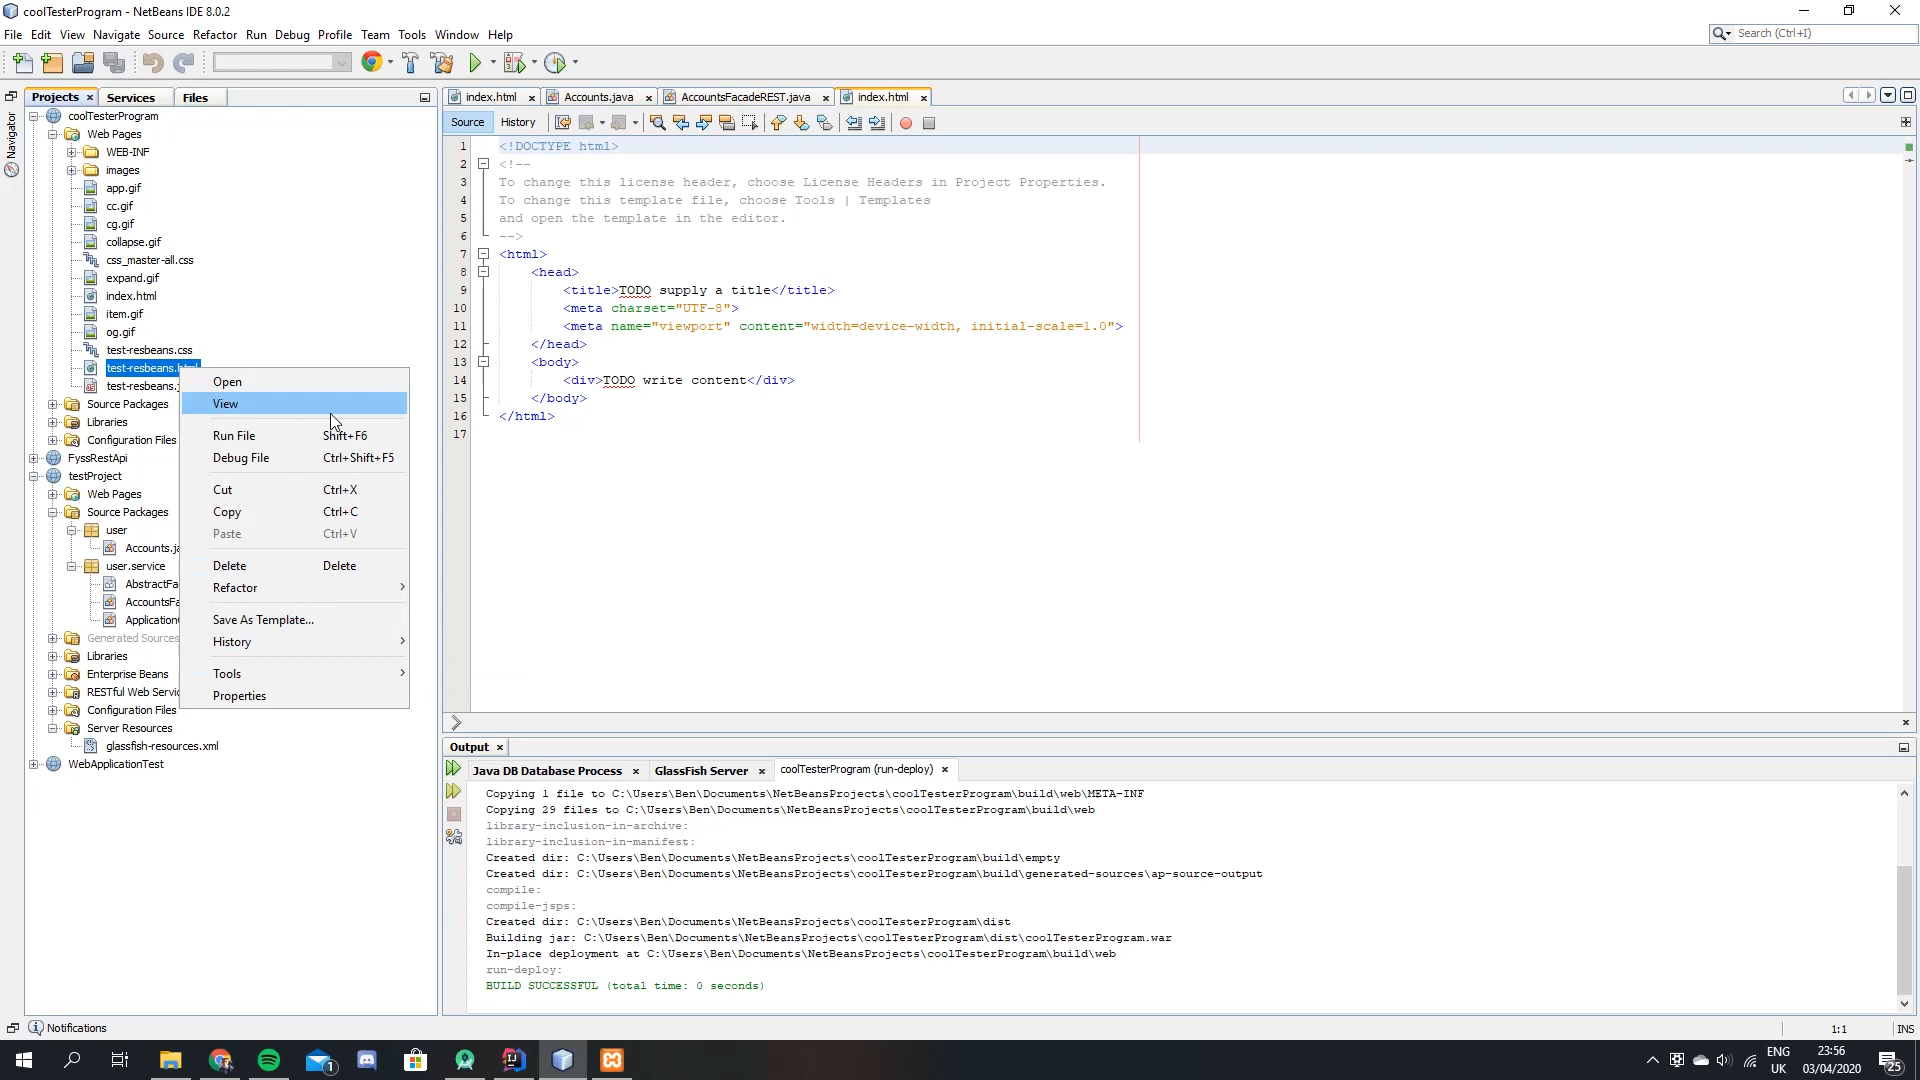 coolTesterProgram - NetBeans IDE 8.0.2
File Edit View Navigate Source Refactor Run Debug Profile Team Tools Window Help
Search (Ctrl+I)
Projects Services Files
Navigator
coolTesterProgram
Web Pages
WEB-INF
images
app.gif
cc.gif
cg.gif
collapse.gif
css_master-all.css
expand.gif
index.html
item.gif
og.gif
test-resbeans.css
test-resbeans.html
test-resbeans.j
Source Packages
Libraries
Configuration Files
FyssRestApi
testProject
Web Pages
Source Packages
user
Accounts.ja
user.service
AbstractFa
AccountsFa
Application
Generated Sources
Libraries
Enterprise Beans
RESTful Web Servic
Configuration Files
Server Resources
glassfish-resources.xml
WebApplicationTest
Open
View
Run File Shift+F6
Debug File Ctrl+Shift+F5
Cut Ctrl+X
Copy Ctrl+C
Paste Ctrl+V
Delete Delete
Refactor
Save As Template...
History
Tools
Properties
index.html Accounts.java AccountsFacadeREST.java index.html
Source History
1 <!DOCTYPE html>
2 <!--
3 To change this license header, choose License Headers in Project Properties.
4 To change this template file, choose Tools | Templates
5 and open the template in the editor.
6 -->
7 <html>
8 <head>
9 <title>TODO supply a title</title>
10 <meta charset="UTF-8">
11 <meta name="viewport" content="width=device-width, initial-scale=1.0">
12 </head>
13 <body>
14 <div>TODO write content</div>
15 </body>
16 </html>
17
Output
Java DB Database Process GlassFish Server coolTesterProgram (run-deploy)
Copying 1 file to C:\Users\Ben\Documents\NetBeansProjects\coolTesterProgram\build\web\META-INF
Copying 29 files to C:\Users\Ben\Documents\NetBeansProjects\coolTesterProgram\build\web
library-inclusion-in-archive:
library-inclusion-in-manifest:
Created dir: C:\Users\Ben\Documents\NetBeansProjects\coolTesterProgram\build\empty
Created dir: C:\Users\Ben\Documents\NetBeansProjects\coolTesterProgram\build\generated-sources\ap-source-output
compile:
compile-jsps:
Created dir: C:\Users\Ben\Documents\NetBeansProjects\coolTesterProgram\dist
Building jar: C:\Users\Ben\Documents\NetBeansProjects\coolTesterProgram\dist\coolTesterProgram.war
In-place deployment at C:\Users\Ben\Documents\NetBeansProjects\coolTesterProgram\build\web
run-deploy:
BUILD SUCCESSFUL (total time: 0 seconds)
Notifications
1:1 INS
1
ENG
UK
23:56
03/04/2020
25